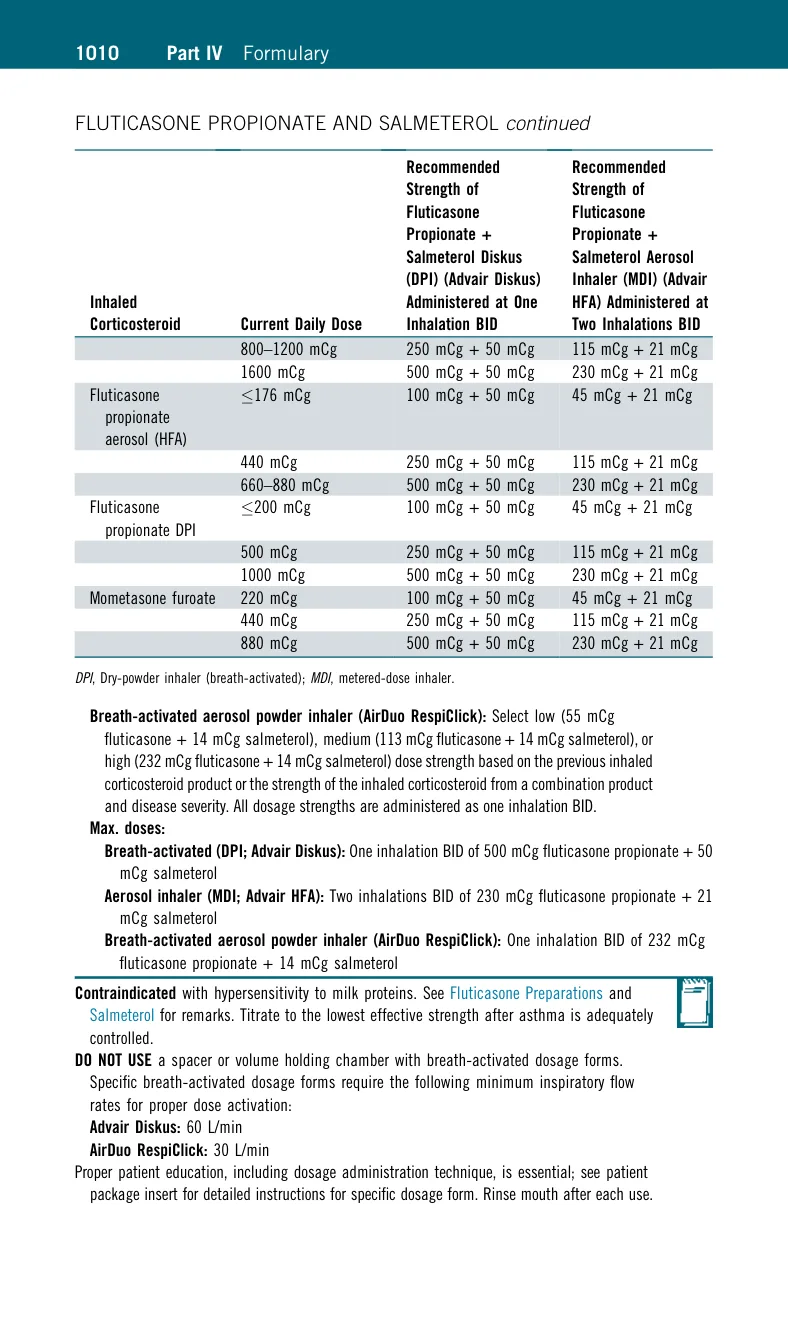 1010 Part IV Formulary
FLUTICASONE PROPIONATE AND SALMETEROL continued
Inhaled Corticosteroid | Current Daily Dose | Recommended Strength of Fluticasone Propionate + Salmeterol Diskus (DPI) (Advair Diskus) Administered at One Inhalation BID | Recommended Strength of Fluticasone Propionate + Salmeterol Aerosol Inhaler (MDI) (Advair HFA) Administered at Two Inhalations BID
800–1200 mCg 250 mCg + 50 mCg 115 mCg + 21 mCg
1600 mCg 500 mCg + 50 mCg 230 mCg + 21 mCg
Fluticasone propionate aerosol (HFA) ≤176 mCg 100 mCg + 50 mCg 45 mCg + 21 mCg
440 mCg 250 mCg + 50 mCg 115 mCg + 21 mCg
660–880 mCg 500 mCg + 50 mCg 230 mCg + 21 mCg
Fluticasone propionate DPI ≤200 mCg 100 mCg + 50 mCg 45 mCg + 21 mCg
500 mCg 250 mCg + 50 mCg 115 mCg + 21 mCg
1000 mCg 500 mCg + 50 mCg 230 mCg + 21 mCg
Mometasone furoate 220 mCg 100 mCg + 50 mCg 45 mCg + 21 mCg
440 mCg 250 mCg + 50 mCg 115 mCg + 21 mCg
880 mCg 500 mCg + 50 mCg 230 mCg + 21 mCg
DPI, Dry-powder inhaler (breath-activated); MDI, metered-dose inhaler.
Breath-activated aerosol powder inhaler (AirDuo RespiClick): Select low (55 mCg
fluticasone + 14 mCg salmeterol), medium (113 mCg fluticasone + 14 mCg salmeterol), or
high (232 mCg fluticasone + 14 mCg salmeterol) dose strength based on the previous inhaled
corticosteroid product or the strength of the inhaled corticosteroid from a combination product
and disease severity. All dosage strengths are administered as one inhalation BID.
Max. doses:
Breath-activated (DPI; Advair Diskus): One inhalation BID of 500 mCg fluticasone propionate + 50
mCg salmeterol
Aerosol inhaler (MDI; Advair HFA): Two inhalations BID of 230 mCg fluticasone propionate + 21
mCg salmeterol
Breath-activated aerosol powder inhaler (AirDuo RespiClick): One inhalation BID of 232 mCg
fluticasone propionate + 14 mCg salmeterol
Contraindicated with hypersensitivity to milk proteins. See Fluticasone Preparations and
Salmeterol for remarks. Titrate to the lowest effective strength after asthma is adequately
controlled.
DO NOT USE a spacer or volume holding chamber with breath-activated dosage forms.
Specific breath-activated dosage forms require the following minimum inspiratory flow
rates for proper dose activation:
Advair Diskus: 60 L/min
AirDuo RespiClick: 30 L/min
Proper patient education, including dosage administration technique, is essential; see patient
package insert for detailed instructions for specific dosage form. Rinse mouth after each use.